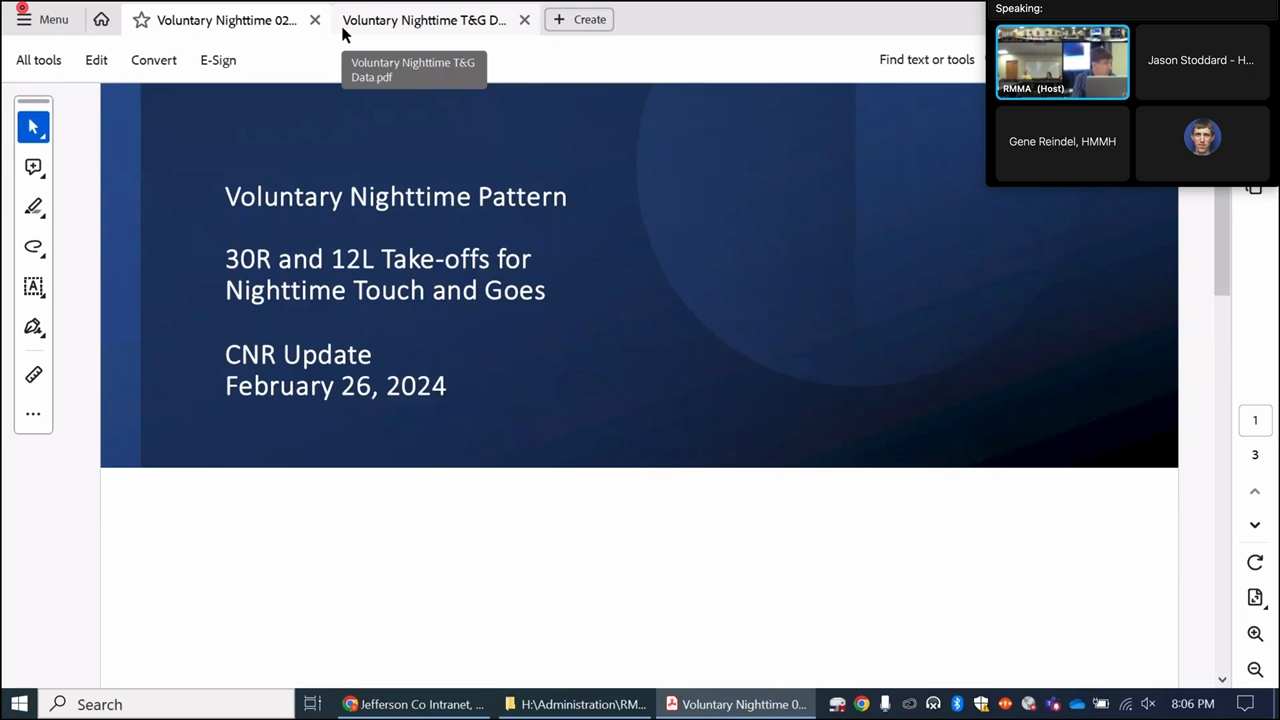 Menu
Voluntary Nighttime 02...
Voluntary Nighttime T&G D...
Create
Speaking:
All tools
Edit
Convert
E-Sign
Voluntary Nighttime T&G
Data.pdf
Find text or tools
RMMA (Host)
Jason Stoddard - H...
Gene Reindel, HMMH
Voluntary Nighttime Pattern
30R and 12L Take-offs for
Nighttime Touch and Goes
CNR Update
February 26, 2024
1
3
Search
Jefferson Co Intranet, ...
H:\Administration\RM...
Voluntary Nighttime 0...
8:06 PM